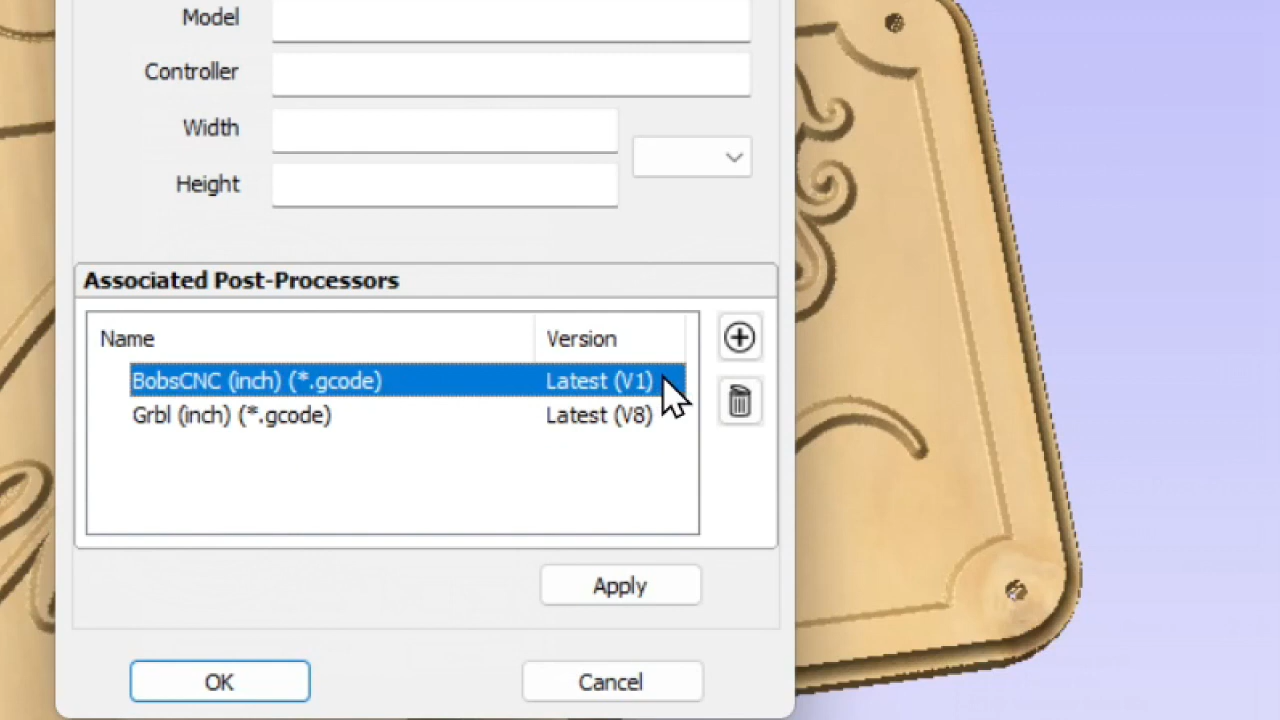 Model
Controller
Width
Height
Associated Post-Processors
Name Version
BobsCNC (inch) (*.gcode) Latest (V1)
Grbl (inch) (*.gcode) Latest (V8)
Apply
OK Cancel